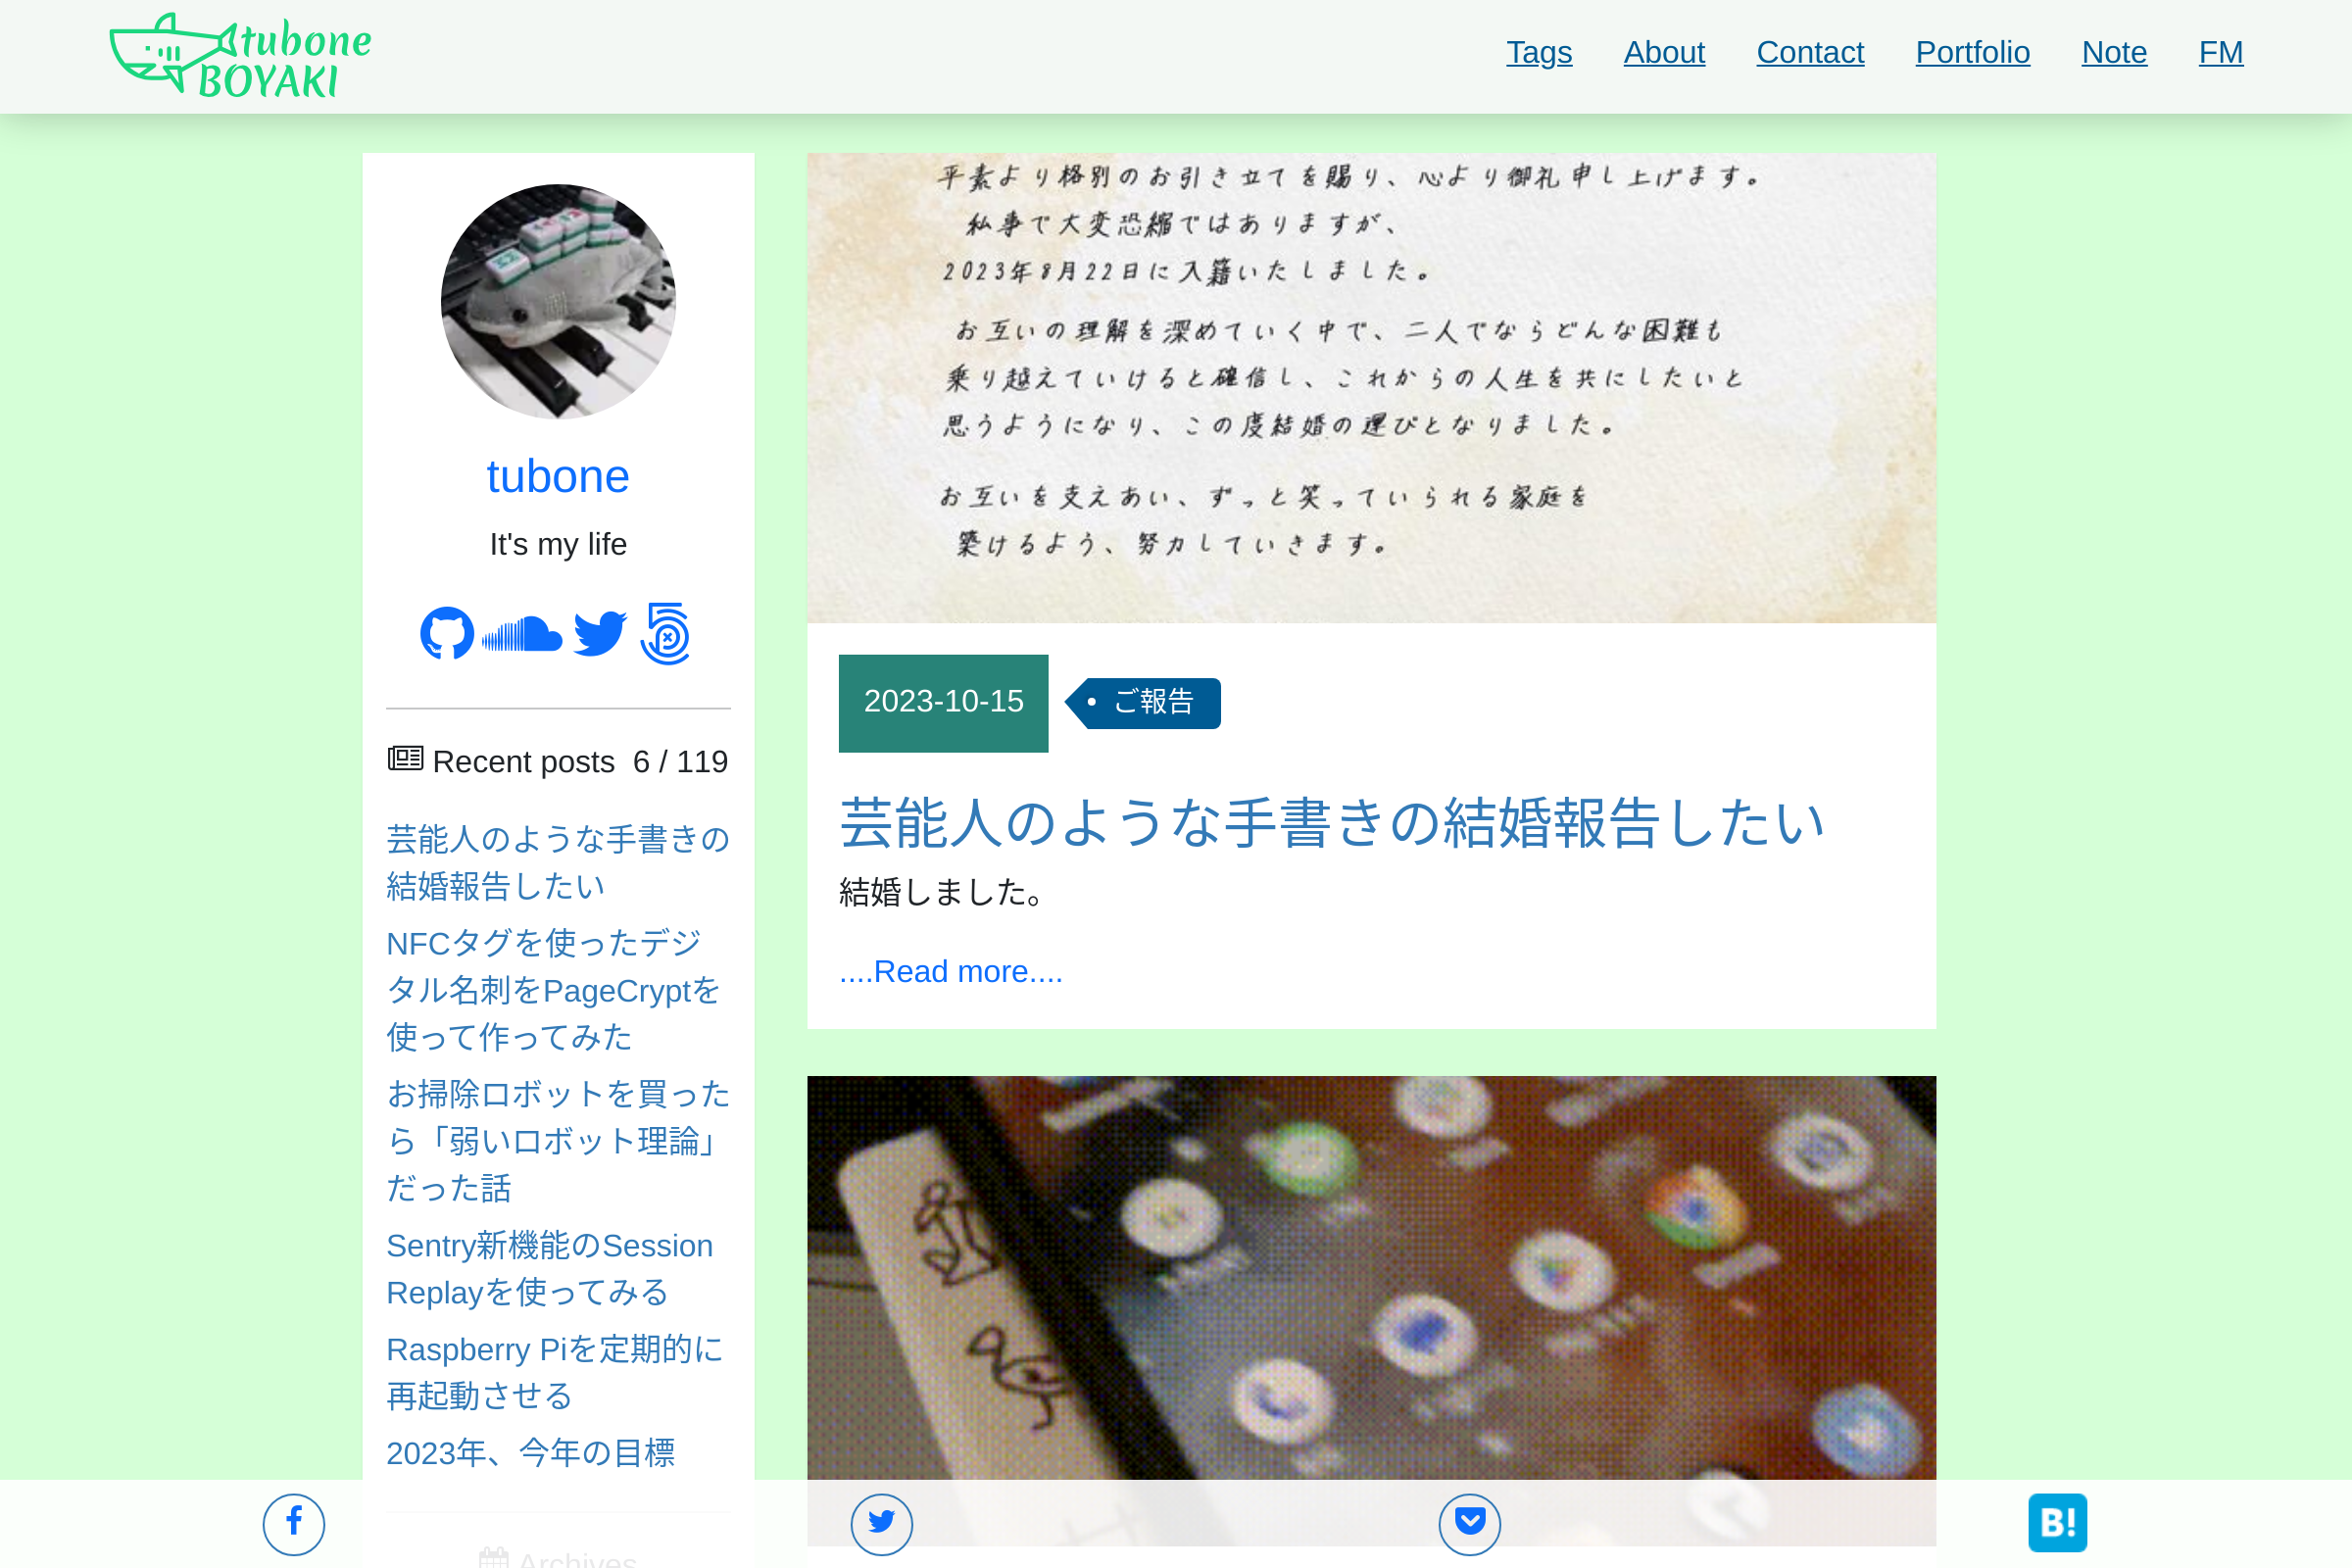 tubone
BOYAKI
Tags About Contact Portfolio Note FM
tubone
It's my life
Recent posts 6 / 119
芸能人のような手書きの
結婚報告したい
NFCタグを使ったデジ
タル名刺をPageCryptを
使って作ってみた
お掃除ロボットを買った
ら「弱いロボット理論」
だった話
Sentry新機能のSession
Replayを使ってみる
Raspberry Piを定期的に
再起動させる
2023年、今年の目標
Archives
平素より格別のお引き立てを賜り、心より御礼申し上げます。
私事で大変恐縮ではありますが、
2023年8月22日に入籍いたしました。
お互いの理解を深めていく中で、二人でならどんな困難も
乗り越えていけると確信し、これからの人生を共にしたいと
思うようになり、この度結婚の運びとなりました。
お互いを支えあい、ずっと笑っていられる家庭を
築けるよう、努力していきます。
2023-10-15
ご報告
芸能人のような手書きの結婚報告したい
結婚しました。
....Read more....
B!